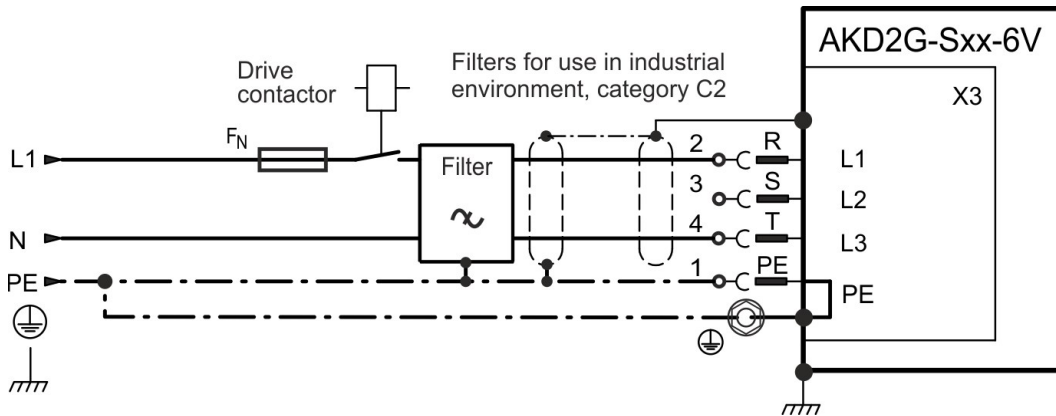 AKD2G-Sxx-6V
X3
Drive
contactor
Filters for use in industrial
environment, category C2
L1
FN
Filter
2
R
L1
3
S
L2
N
4
T
L3
PE
1
PE
PE